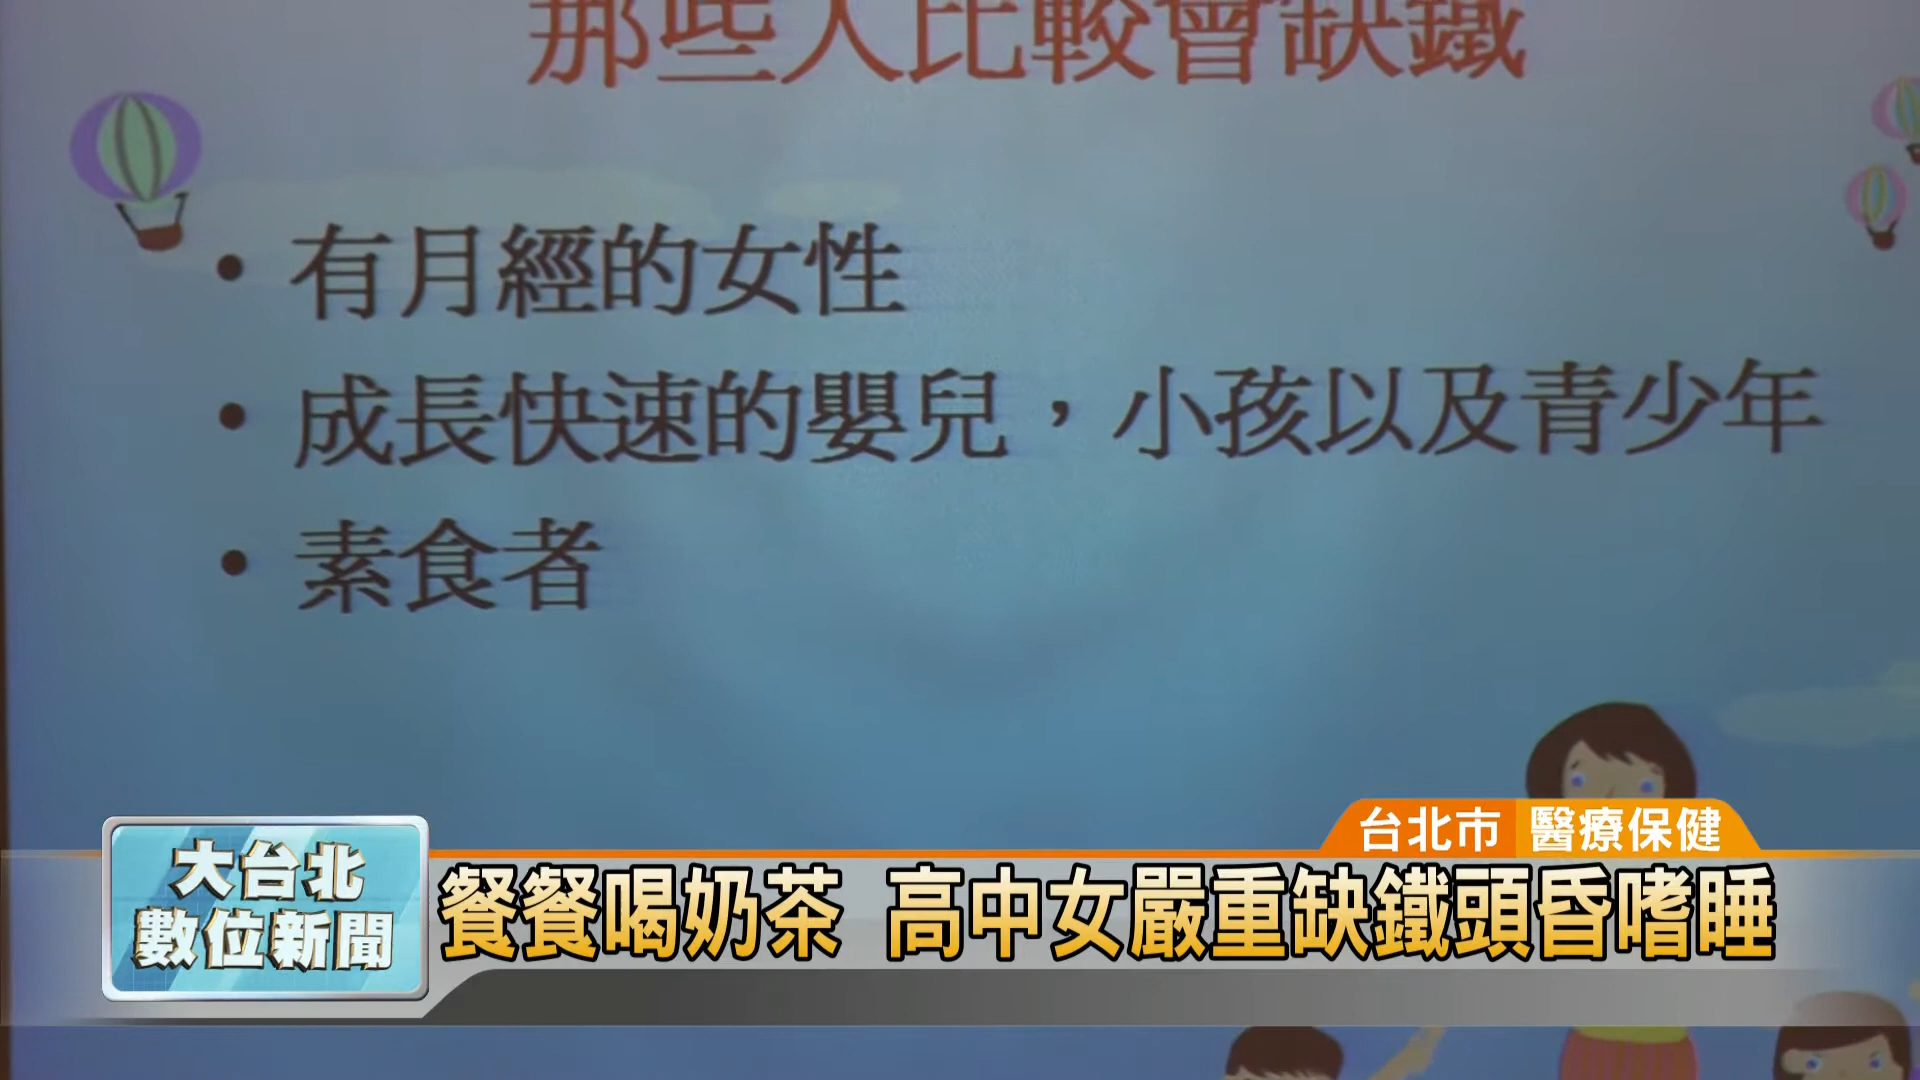 那些人比較會缺鐵
• 有月經的女性
• 成長快速的嬰兒，小孩以及青少年
• 素食者
台北市 醫療保健
大台北
數位新聞
餐餐喝奶茶 高中女嚴重缺鐵頭昏嗜睡